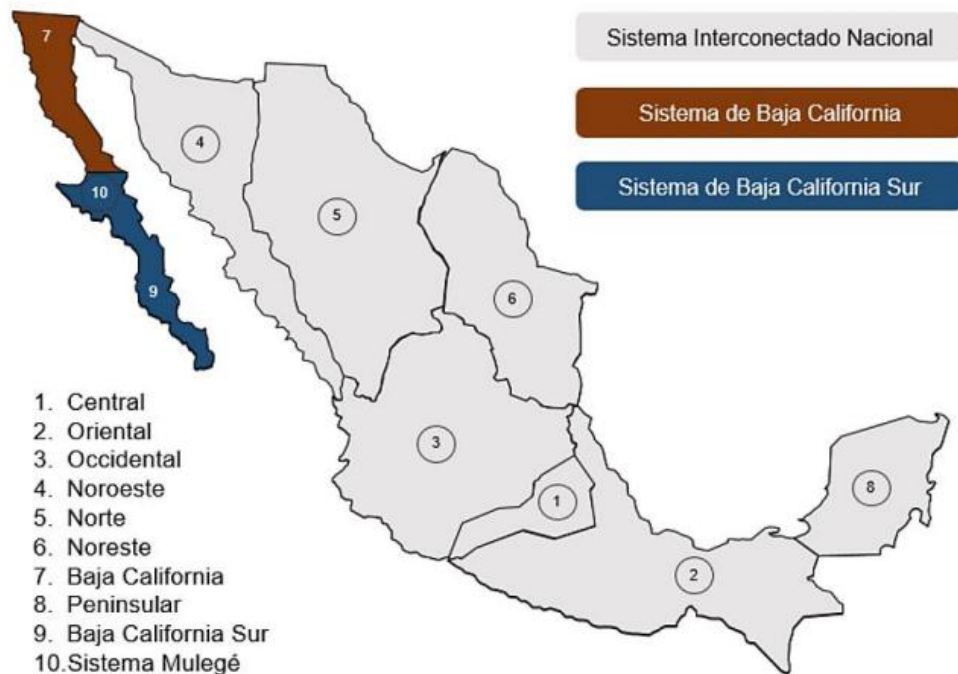 Sistema Interconectado Nacional
Sistema de Baja California
Sistema de Baja California Sur
7
4
10
5
9
6
3
1
8
2
1. Central
2. Oriental
3. Occidental
4. Noroeste
5. Norte
6. Noreste
7. Baja California
8. Peninsular
9. Baja California Sur
10.Sistema Mulegé